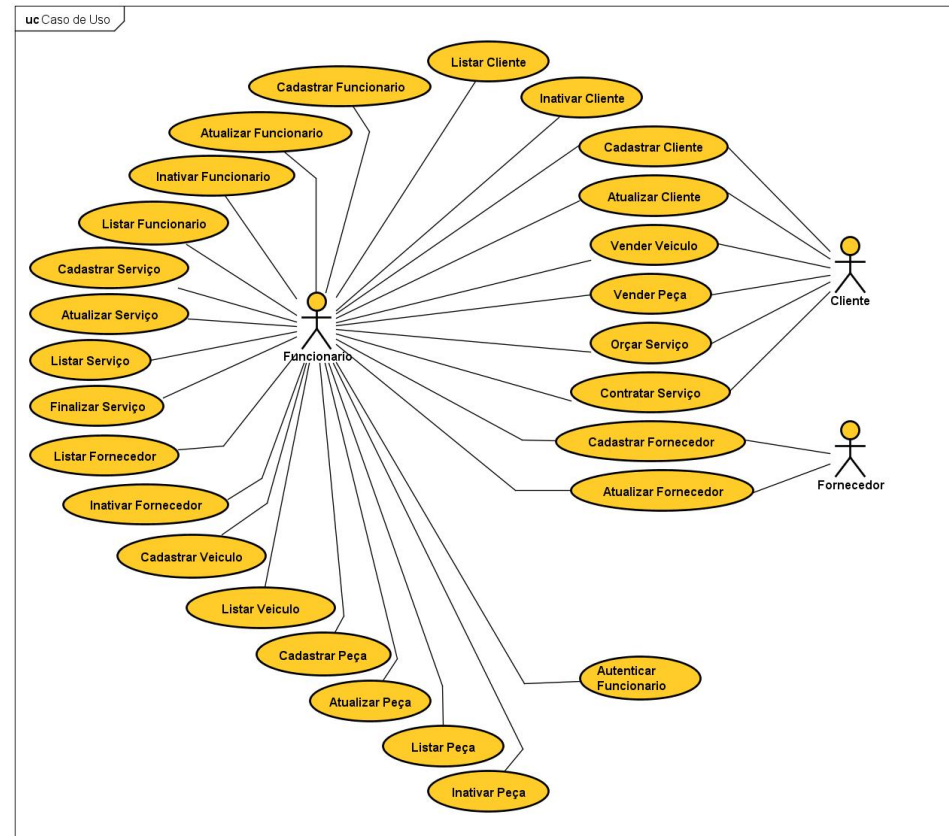 uc Caso de Uso
Listar Cliente
Cadastrar Funcionario
Inativar Cliente
Atualizar Funcionario
Cadastrar Cliente
Inativar Funcionario
Atualizar Cliente
Listar Funcionario
Vender Veiculo
Cadastrar Serviço
Vender Peça
Cliente
Atualizar Serviço
Orçar Serviço
Funcionario
Listar Serviço
Contratar Serviço
Finalizar Serviço
Cadastrar Fornecedor
Listar Fornecedor
Fornecedor
Atualizar Fornecedor
Inativar Fornecedor
Cadastrar Veiculo
Listar Veiculo
Cadastrar Peça
Autenticar
Funcionario
Atualizar Peça
Listar Peça
Inativar Peça